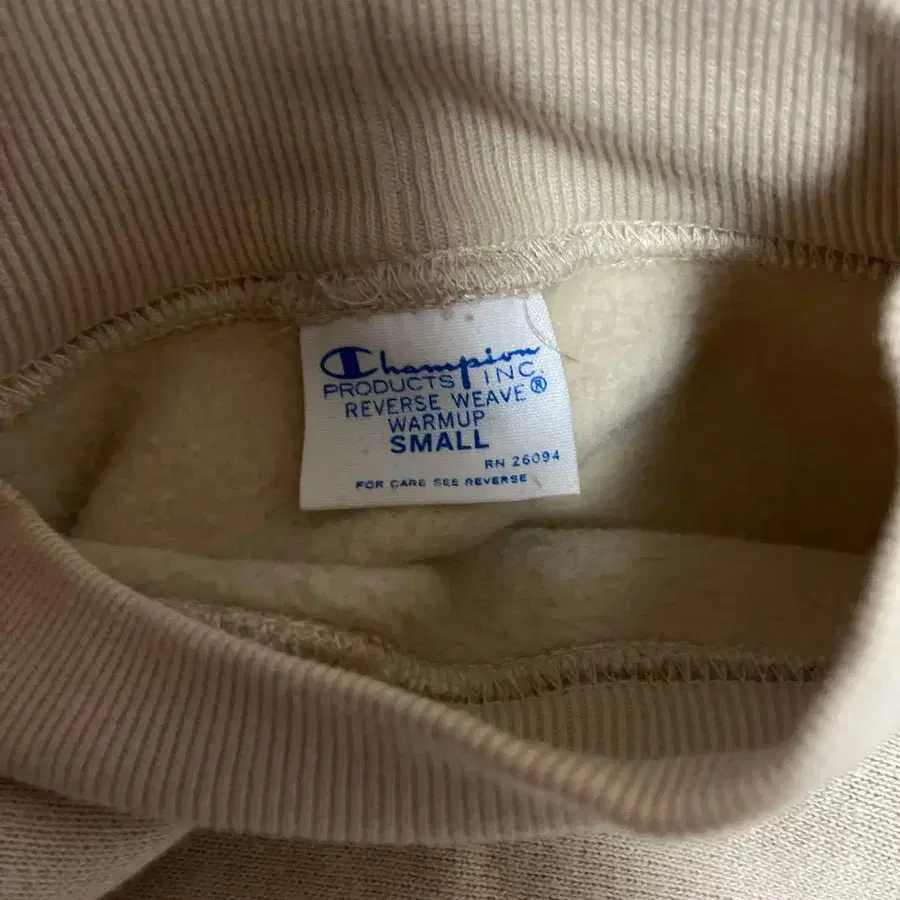 Champion
PRODUCTS INC.
REVERSE WEAVE®
WARMUP
SMALL
RN 26094
FOR CARE SEE REVERSE